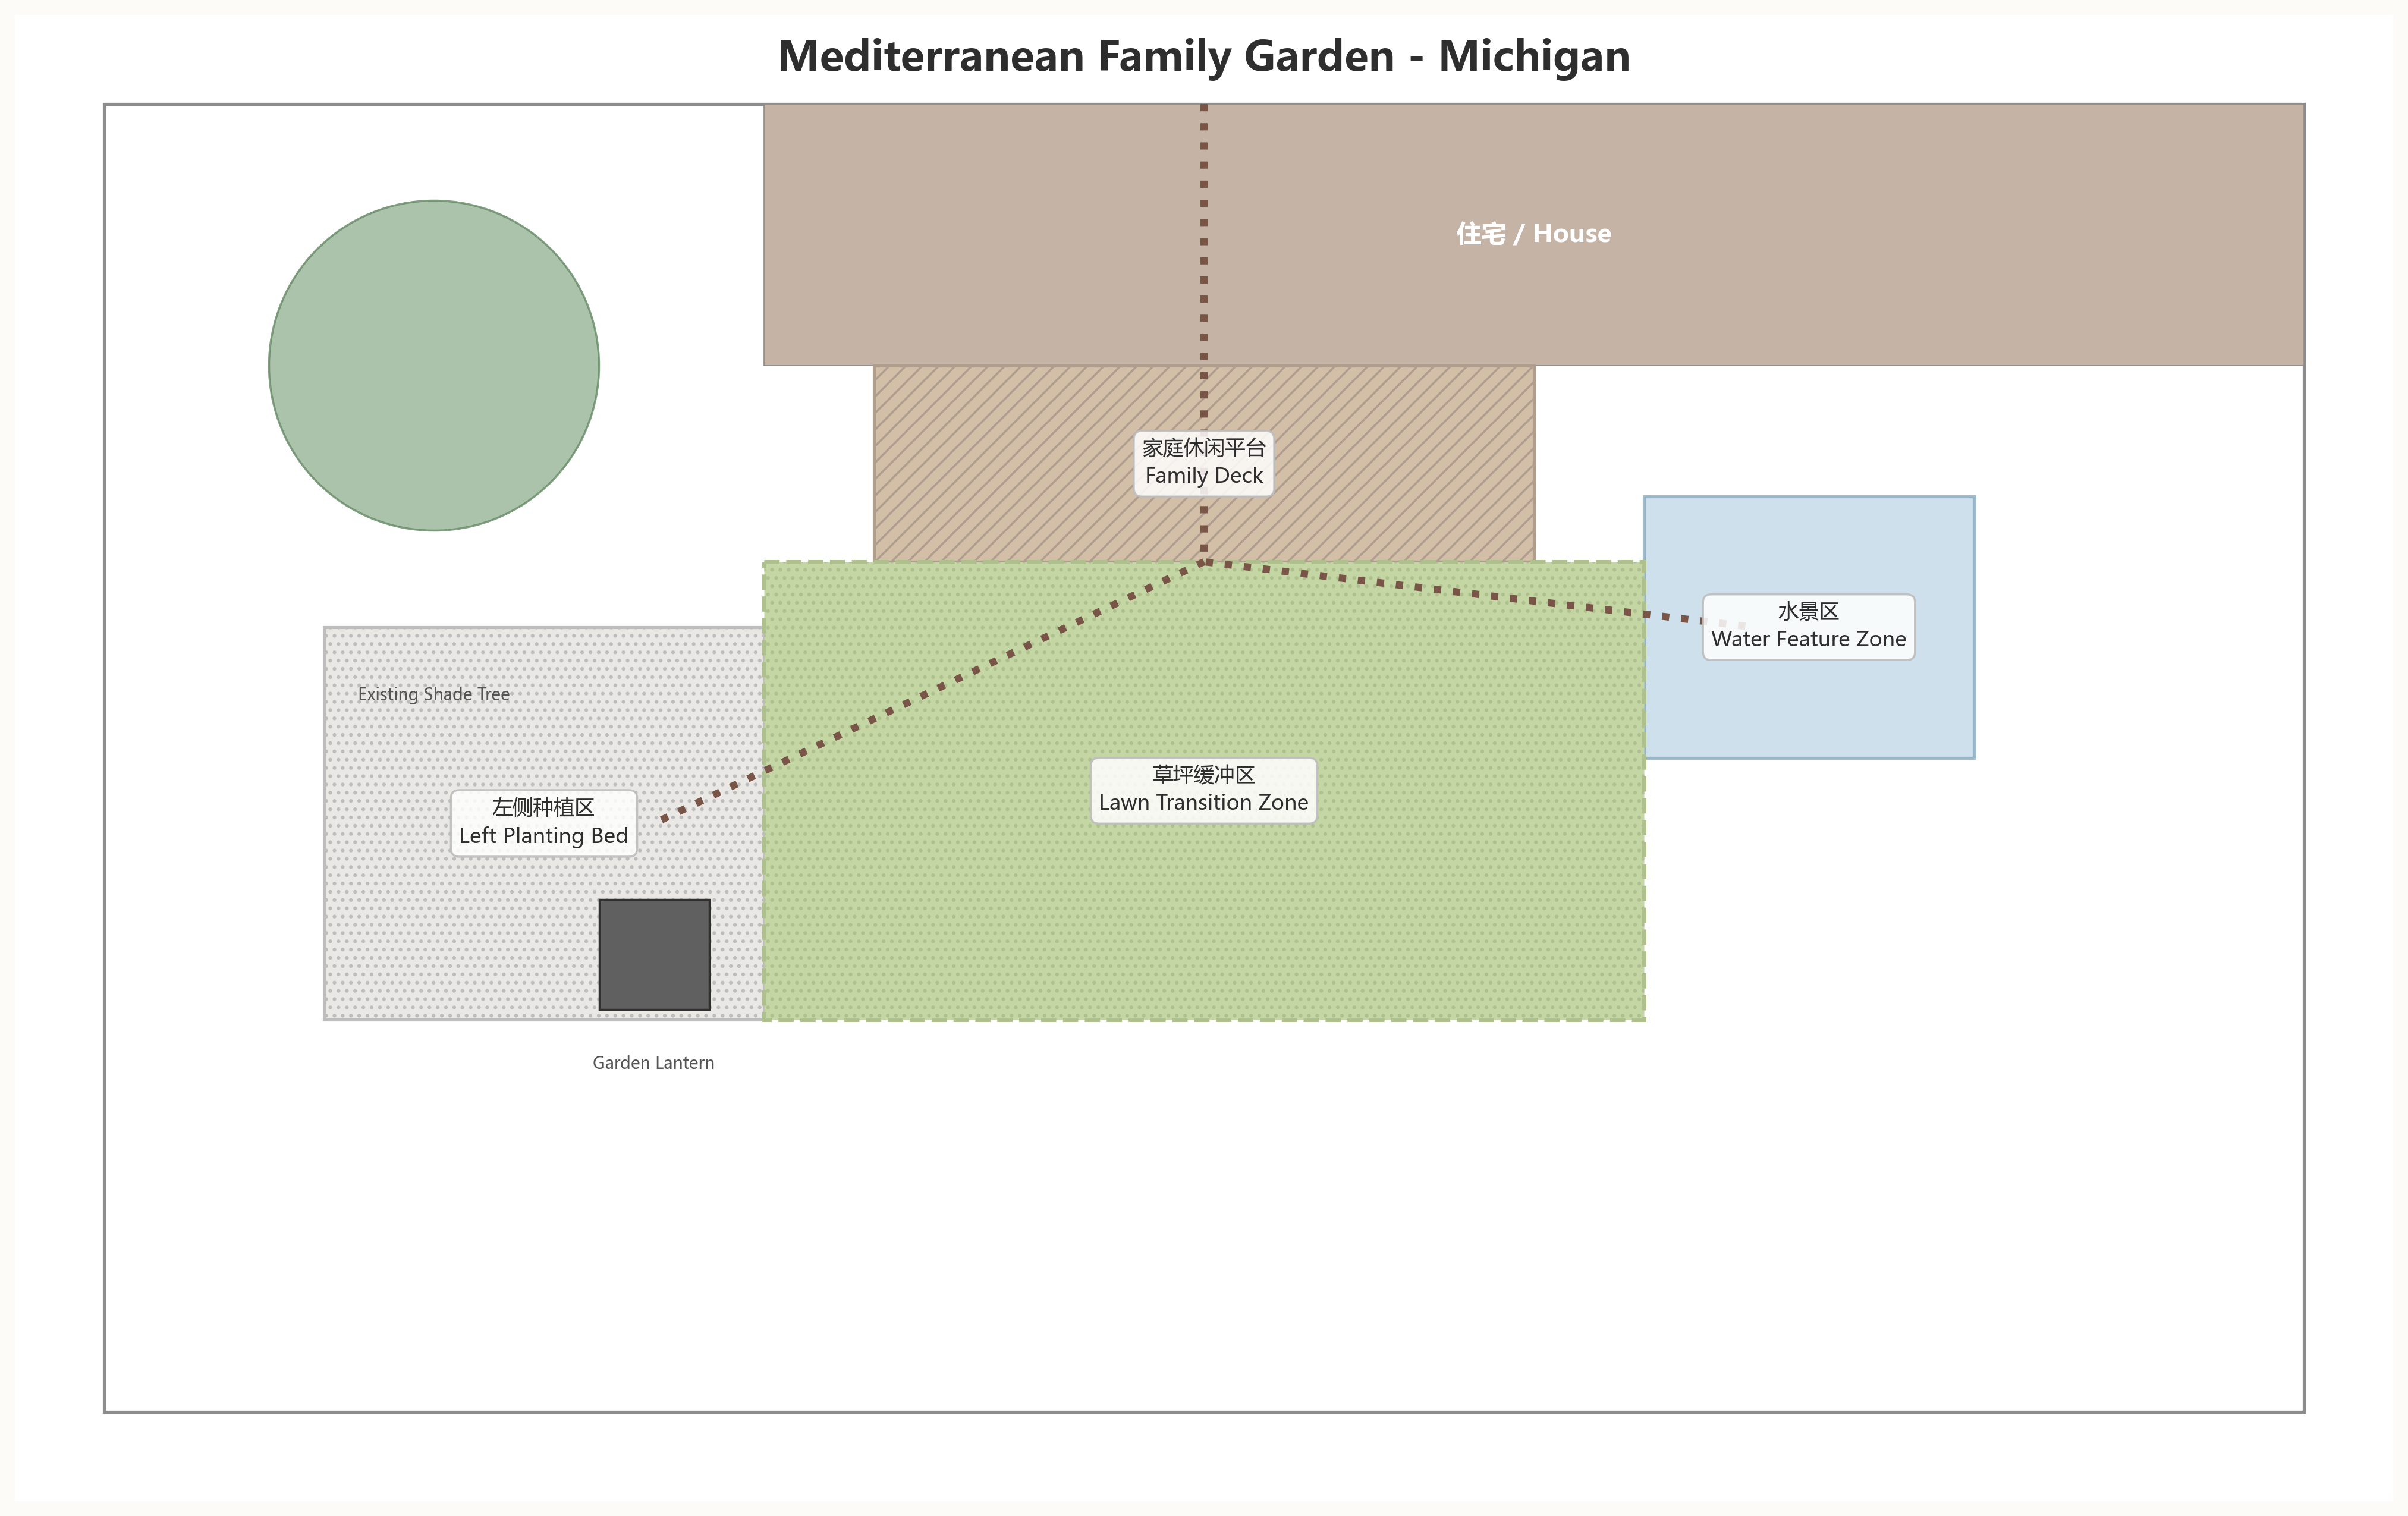 Mediterranean Family Garden - Michigan
住宅 / House
家庭休闲平台
Family Deck
水景区
Water Feature Zone
Existing Shade Tree
草坪缓冲区
Lawn Transition Zone
左侧种植区
Left Planting Bed
Garden Lantern